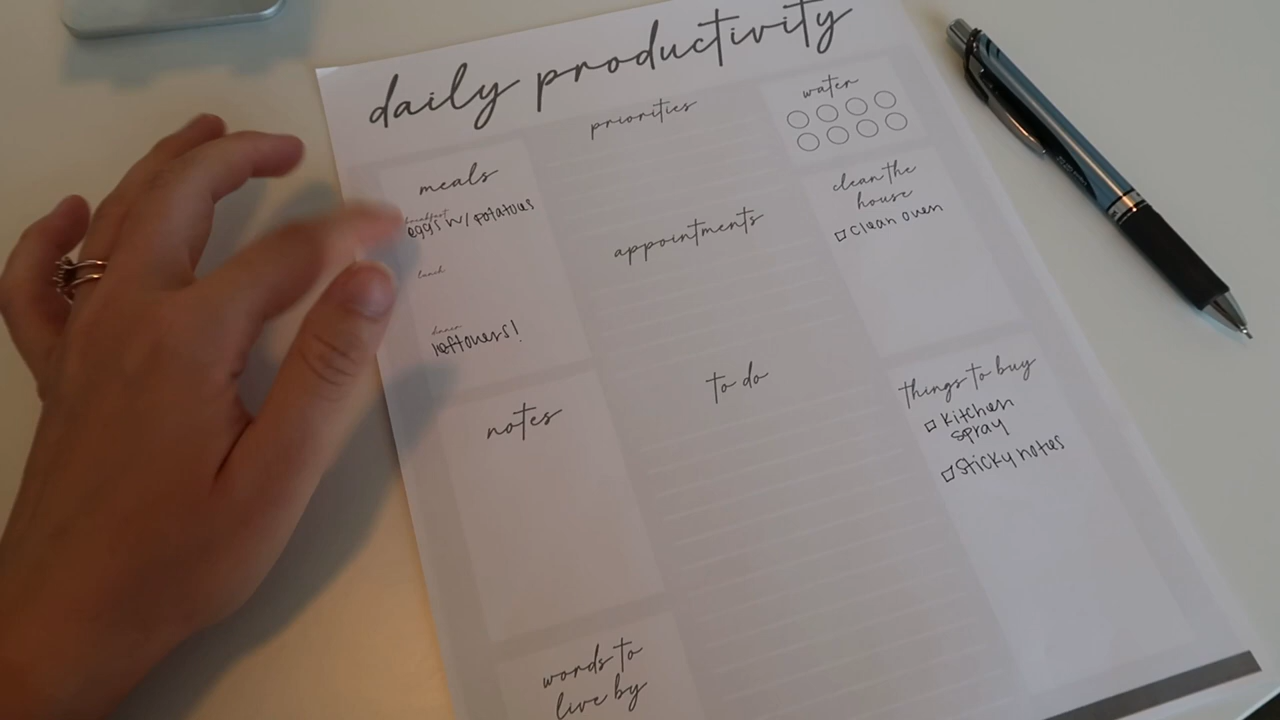 daily productivity
meals
breakfast
eggs w/ potatoes
lunch
dinner
leftovers!
notes
words to
live by
priorities
appointments
to do
water
clean the
house
clean oven
things to buy
kitchen
spray
sticky notes